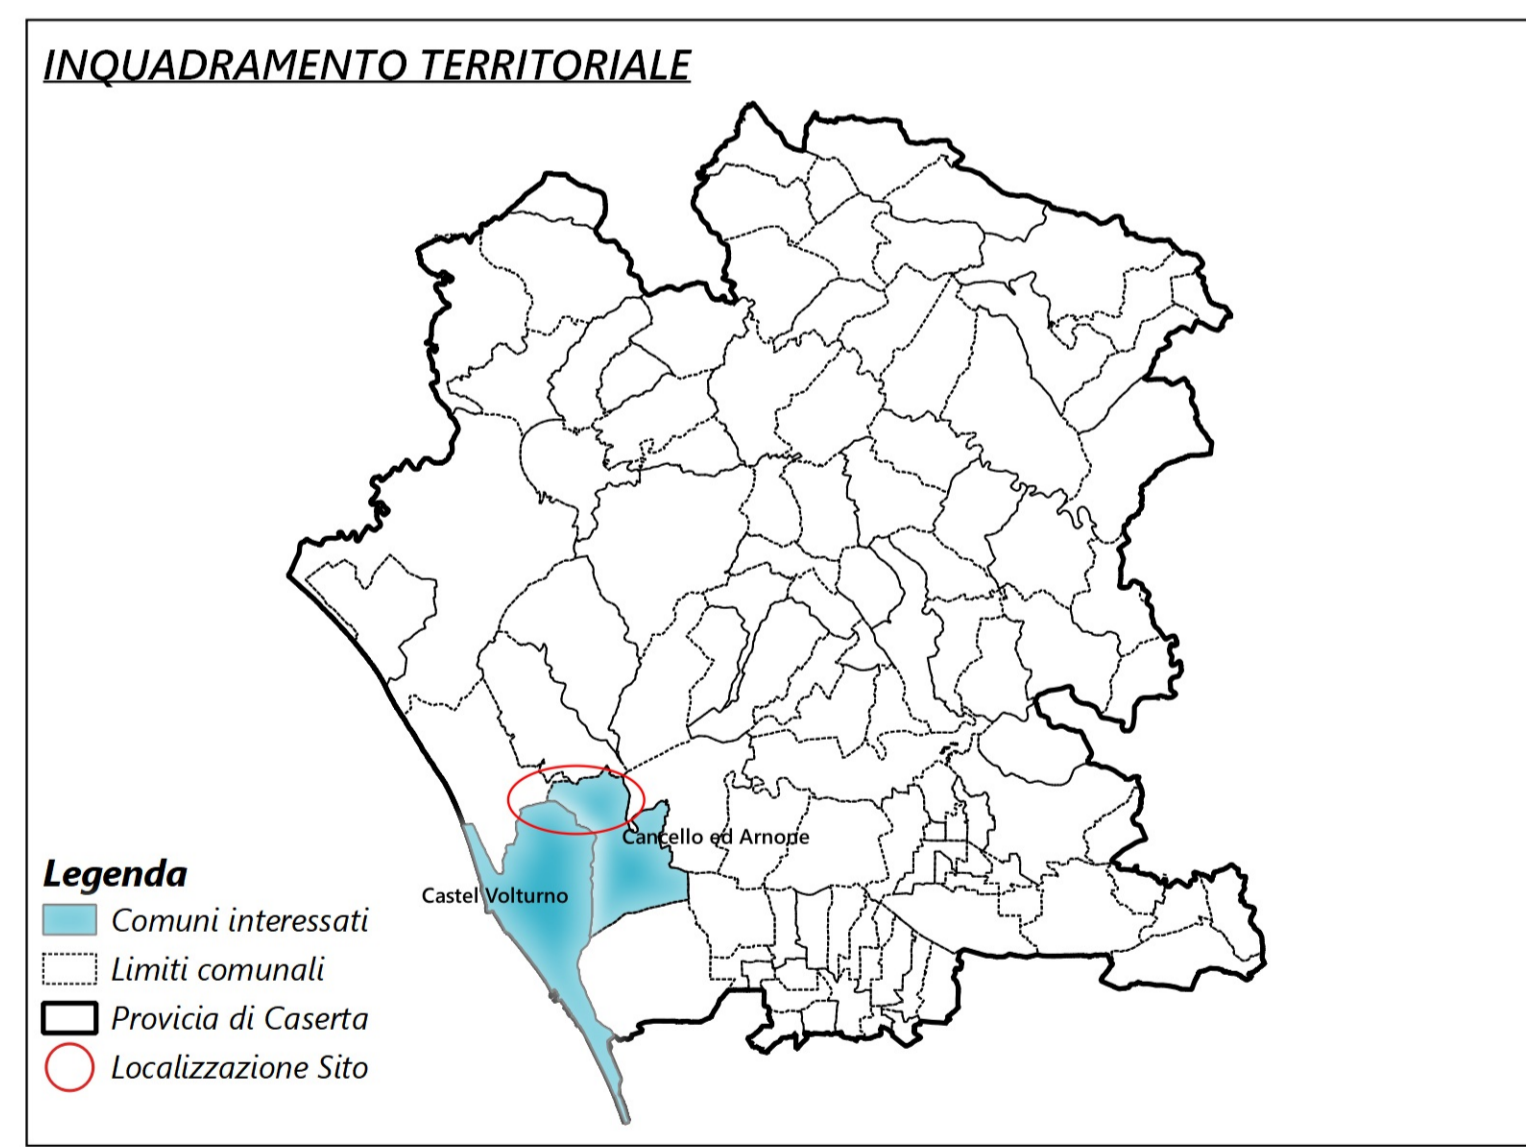 INQUADRAMENTO TERRITORIALE
Cancello ed Arnone
Castel Volturno
Legenda
Comuni interessati
Limiti comunali
Provicia di Caserta
Localizzazione Sito